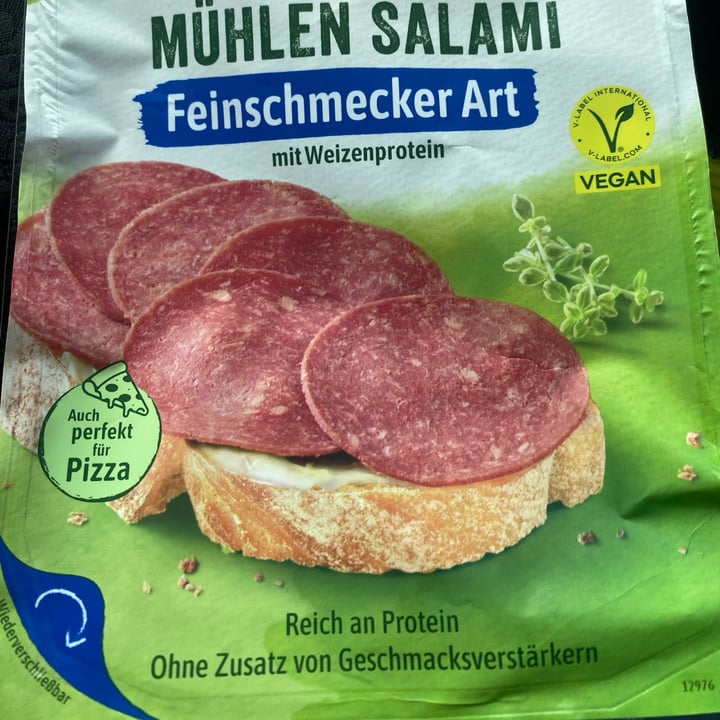 MÜHLEN SALAMI
Feinschmecker Art
mit Weizenprotein
V-LABEL INTERNATIONAL
V-LABEL.COM
VEGAN
Auch
perfekt
für
Pizza
Reich an Protein
Ohne Zusatz von Geschmacksverstärkern
Wiederverschließbar
12976